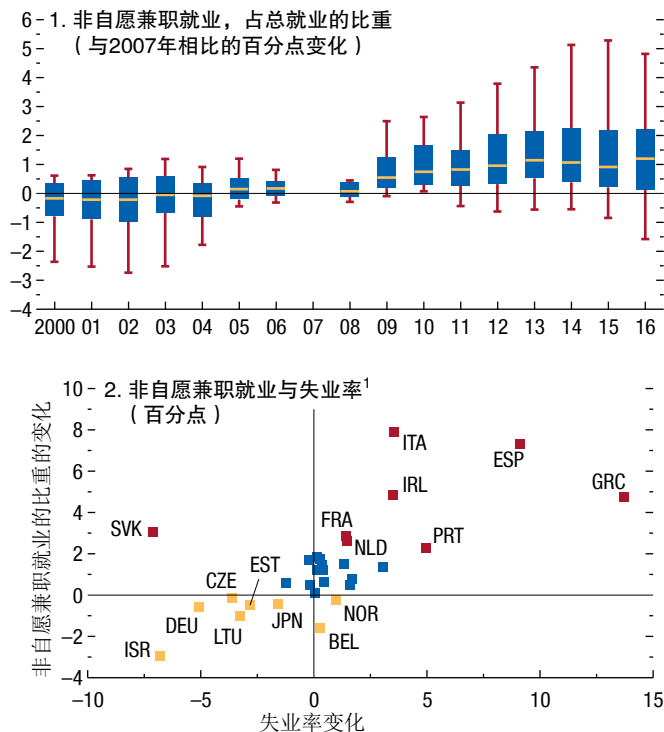 1. 非自愿兼职就业，占总就业的比重
（与2007年相比的百分点变化）
6
5
4
3
2
1
0
–1
–2
–3
–4
2000 01 02 03 04 05 06 07 08 09 10 11 12 13 14 15 16
2. 非自愿兼职就业与失业率¹
（百分点）
非自愿兼职就业的比重的变化
10
8
6
4
2
0
–2
–4
ITA
ESP
IRL
GRC
FRA
SVK
NLD
PRT
CZE
EST
DEU
LTU
JPN
NOR
ISR
BEL
–10 –5 0 5 10 15
失业率变化